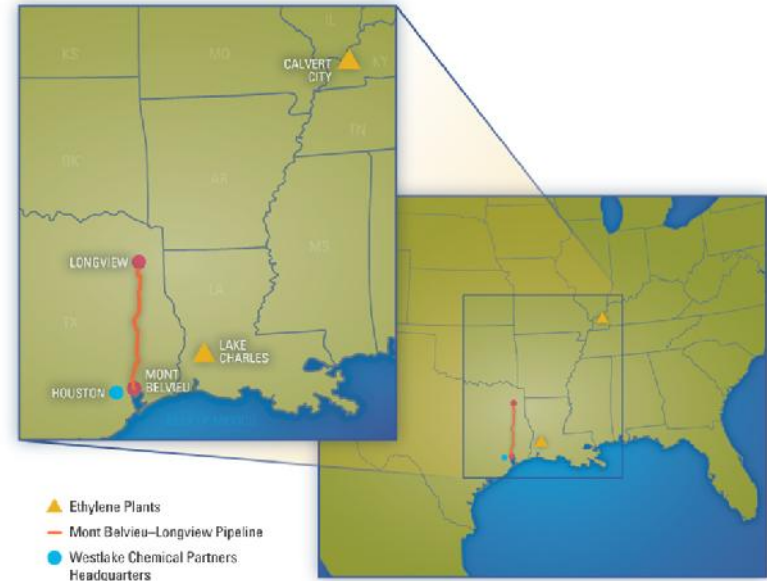 IL
KS
MO
CALVERT
CITY
KY
TN
OK
AR
MS
LONGVIEW
LA
TX
LAKE
CHARLES
MONT
BELVIEU
HOUSTON
Ethylene Plants
Mont Belvieu–Longview Pipeline
Westlake Chemical Partners
Headquarters